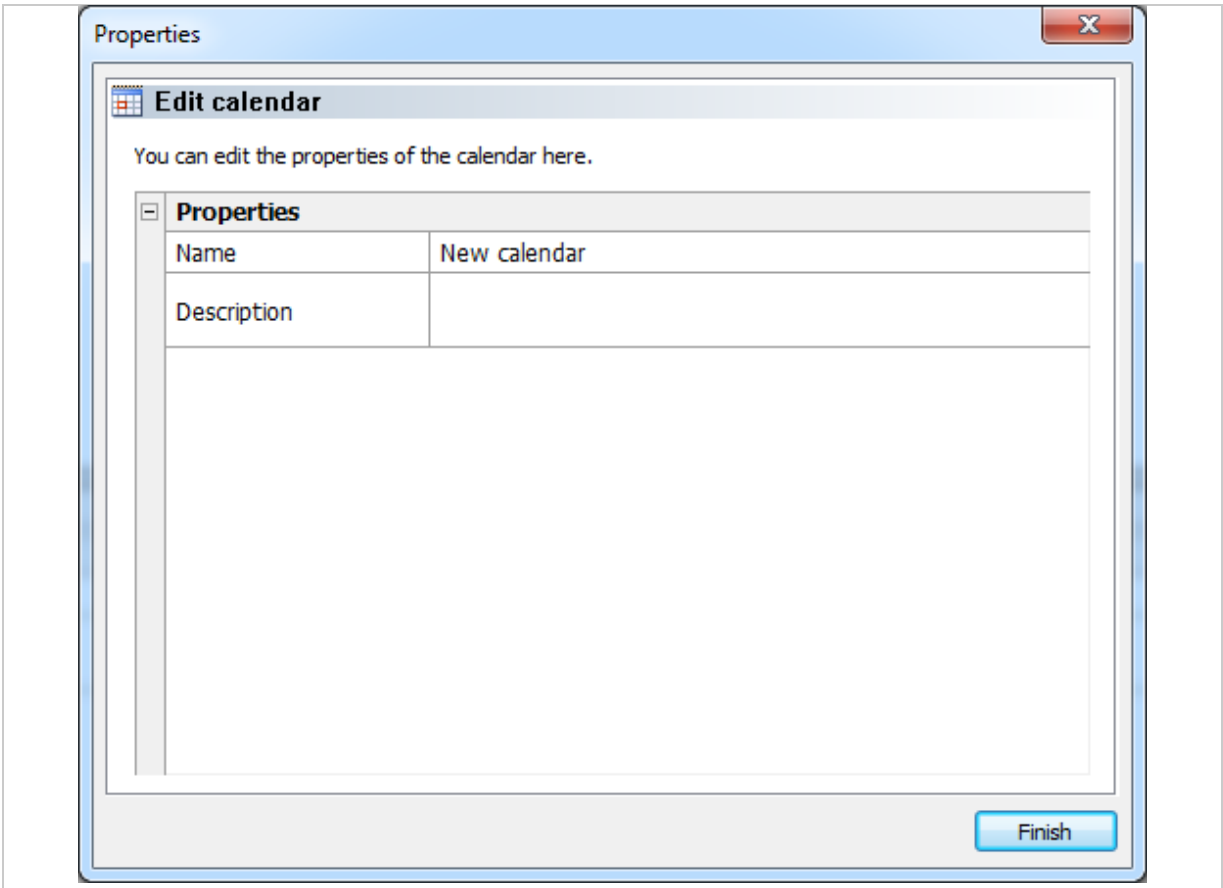 Properties
Edit calendar
You can edit the properties of the calendar here.
Properties
Name New calendar
Description
Finish